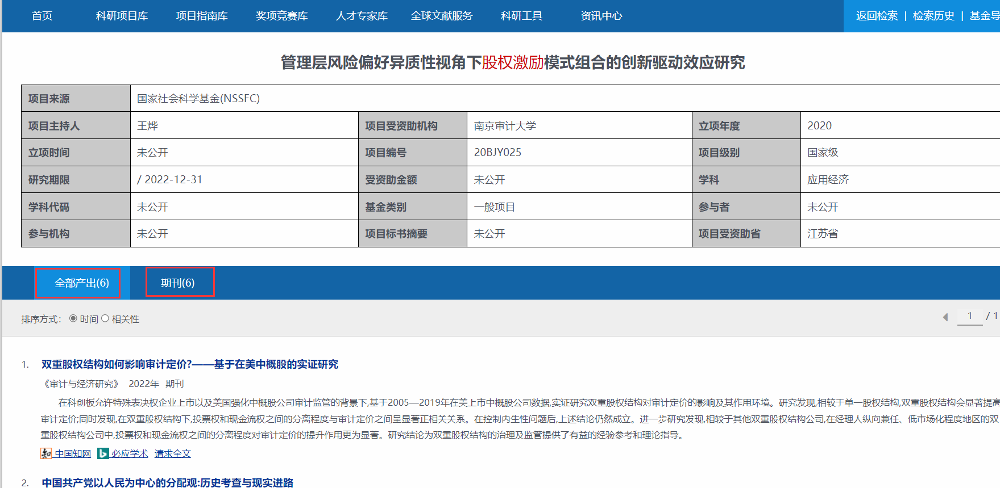 首页 科研项目库 项目指南库 奖项竞赛库 人才专家库 全球文献服务 科研工具 资讯中心 返回检索 | 检索历史 | 基金导
管理层风险偏好异质性视角下股权激励模式组合的创新驱动效应研究
项目来源 国家社会科学基金(NSSFC)
项目主持人 王烨 项目受资助机构 南京审计大学 立项年度 2020
立项时间 未公开 项目编号 20BJY025 项目级别 国家级
研究期限 / 2022-12-31 受资助金额 未公开 学科 应用经济
学科代码 未公开 基金类别 一般项目 参与者 未公开
参与机构 未公开 项目标书摘要 未公开 项目受资助省 江苏省
全部产出(6) 期刊(6)
排序方式： 时间 相关性 1 / 1
1. 双重股权结构如何影响审计定价?——基于在美中概股的实证研究
《审计与经济研究》 2022年 期刊
在科创板允许特殊表决权企业上市以及美国强化中概股公司审计监管的背景下,基于2005—2019年在美上市中概股公司数据,实证研究双重股权结构对审计定价的影响及其作用环境。研究发现,相较于单一股权结构,双重股权结构会显著提高
审计定价;同时发现,在双重股权结构下,投票权和现金流权之间的分离程度与审计定价之间呈显著正相关关系。在控制内生性问题后,上述结论仍然成立。进一步研究发现,相较于其他双重股权结构公司,在经理人纵向兼任、低市场化程度地区的双
重股权结构公司中,投票权和现金流权之间的分离程度对审计定价的提升作用更为显著。研究结论为双重股权结构的治理及监管提供了有益的经验参考和理论指导。
知 中国知网 必应学术 请求全文
2. 中国共产党以人民为中心的分配观:历史考查与现实进路